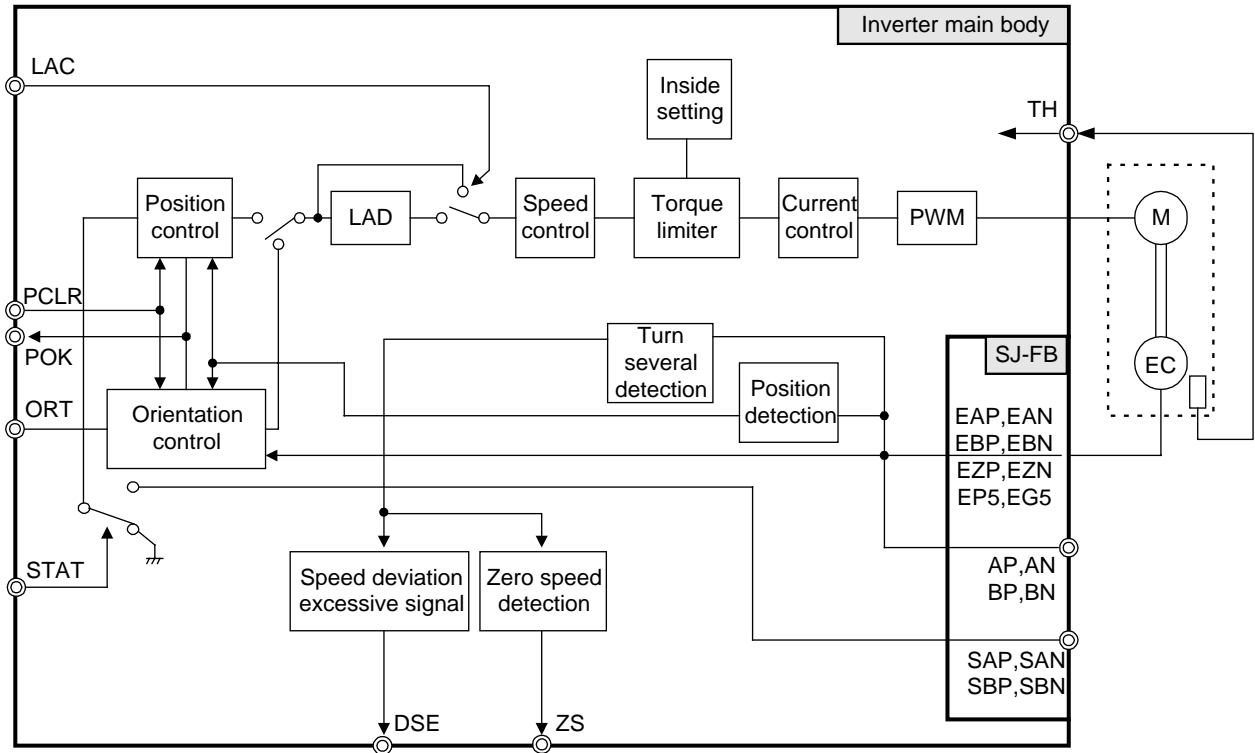 Inverter main body
LAC
Inside
setting
TH
Position
control
LAD
Speed
control
Torque
limiter
Current
control
PWM
M
PCLR
POK
Turn
several
detection
SJ-FB
EC
Position
detection
ORT
Orientation
control
EAP,EAN
EBP,EBN
EZP,EZN
EP5,EG5
STAT
Speed deviation
excessive signal
Zero speed
detection
AP,AN
BP,BN
SAP,SAN
SBP,SBN
DSE
ZS